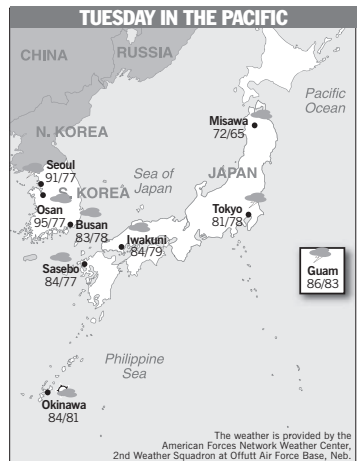 TUESDAY IN THE PACIFIC
CHINA
RUSSIA
Pacific
Ocean
Misawa
72/65
N. KOREA
Seoul
91/77
Sea of
Japan
JAPAN
S. KOREA
Osan
95/77
Busan
83/78
Tokyo
81/78
Iwakuni
84/79
Sasebo
84/77
Guam
86/83
Philippine
Sea
Okinawa
84/81
The weather is provided by the
American Forces Network Weather Center,
2nd Weather Squadron at Offutt Air Force Base, Neb.